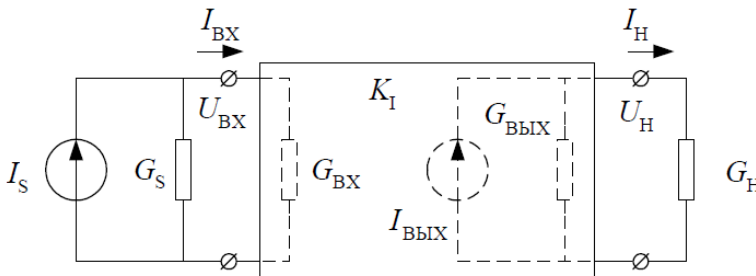 I_ВХ
I_Н
K_I
U_ВХ
G_ВЫХ
U_Н
I_S
G_S
G_ВХ
G_Н
I_ВЫХ